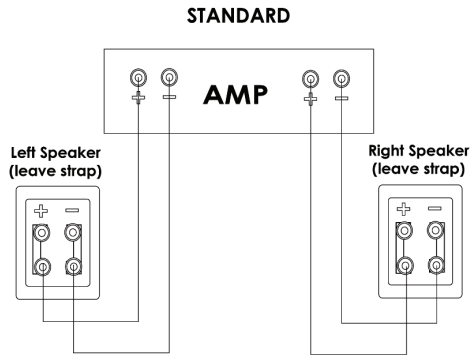 STANDARD
+ − AMP + −
Left Speaker
(leave strap)
+ −
Right Speaker
(leave strap)
+ −